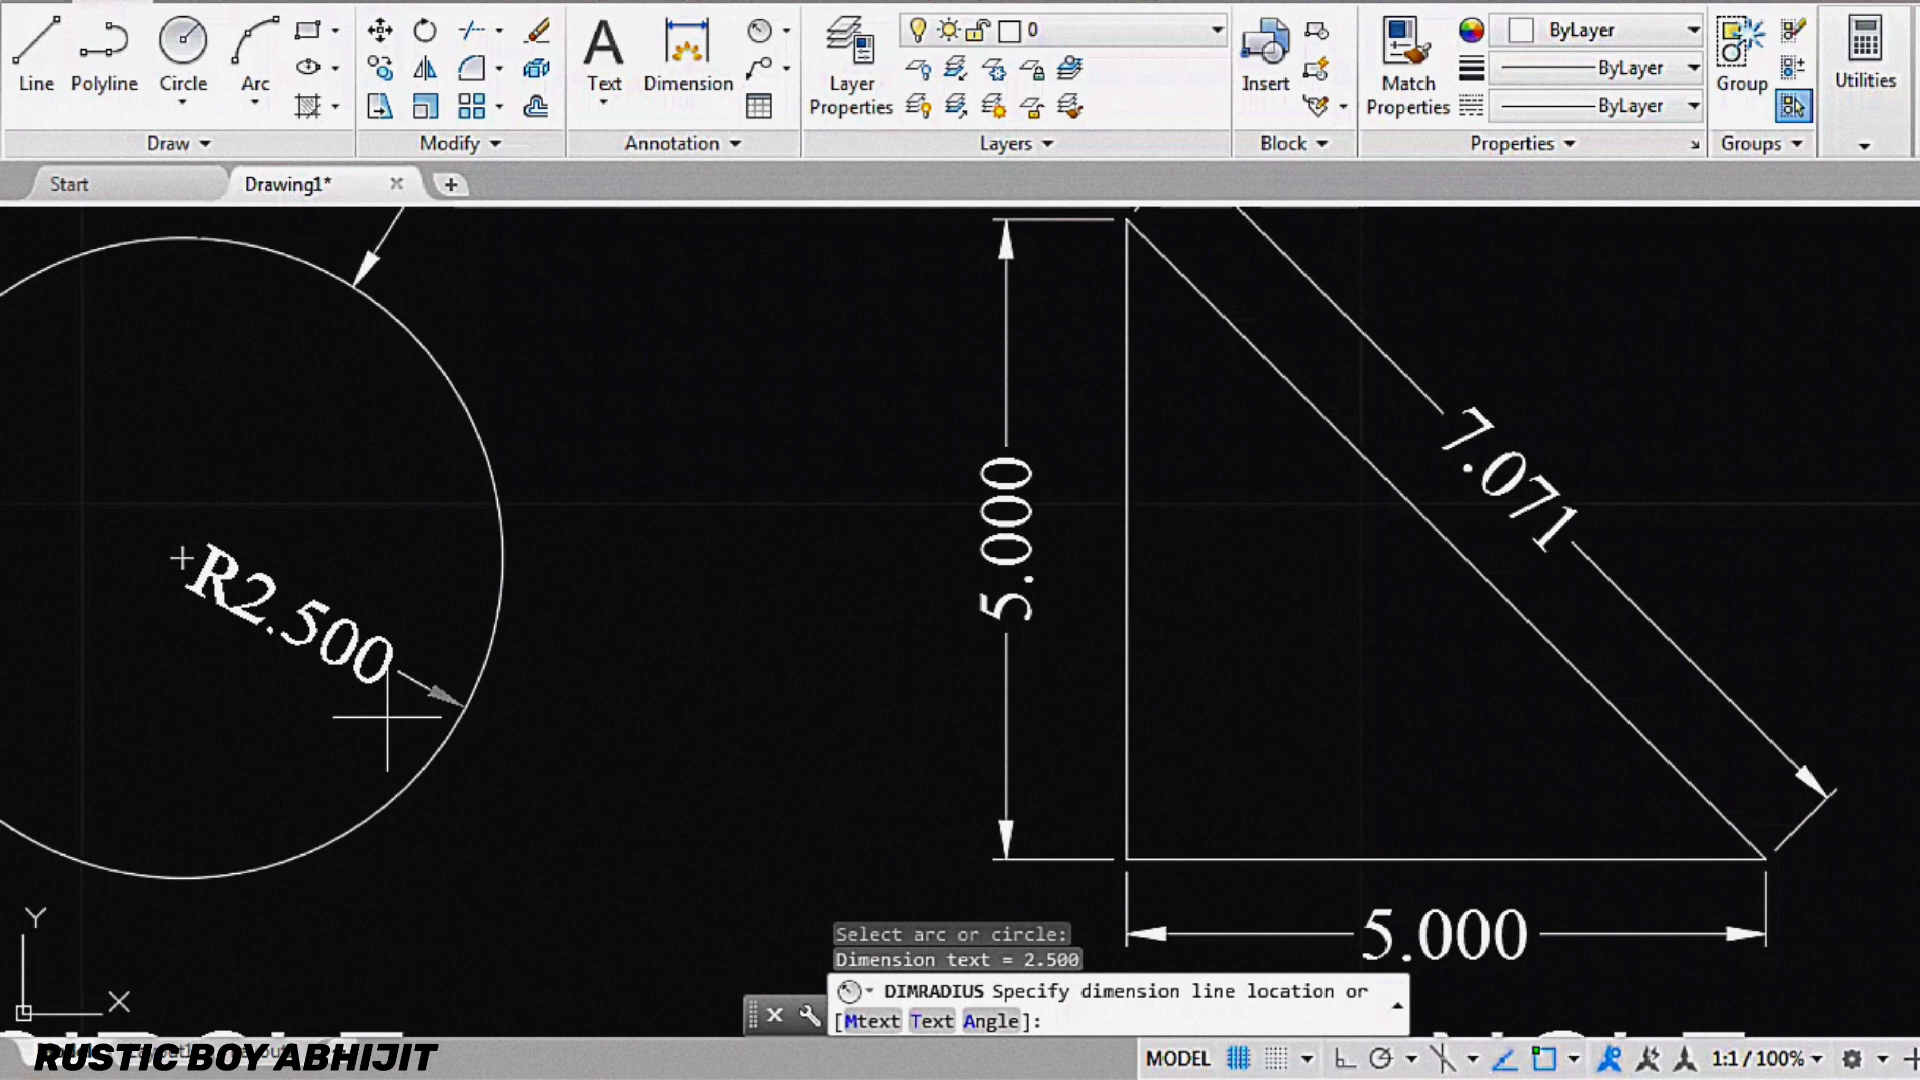 Line
Polyline
Circle
Arc
Draw
Modify
Text
Dimension
Annotation
Layer
Properties
0
Layers
Insert
Block
Match
Properties
ByLayer
ByLayer
ByLayer
Properties
Group
Groups
Utilities
Start
Drawing1*
R2.500
5.000
7.071
5.000
Y
X
Select arc or circle:
Dimension text = 2.500
DIMRADIUS Specify dimension line location or
[Mtext Text Angle]:
RUSTIC BOY ABHIJIT
MODEL
1:1 / 100%